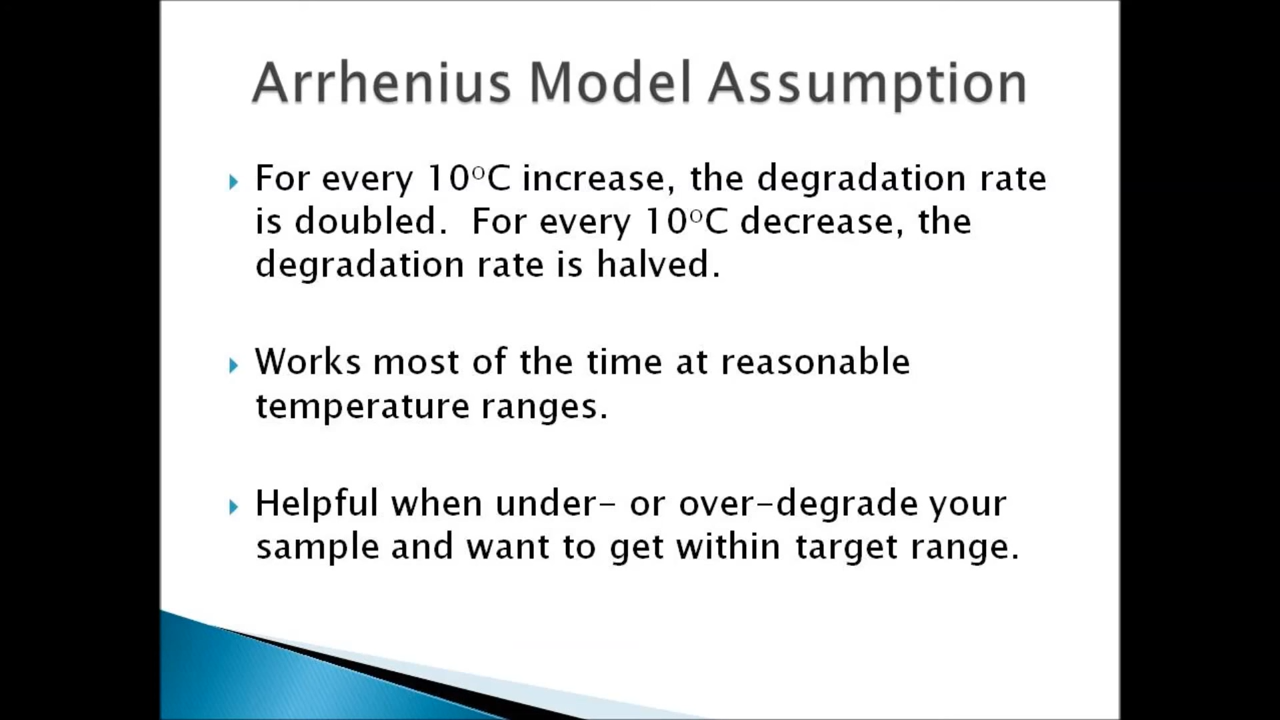 Arrhenius Model Assumption
For every 10°C increase, the degradation rate
is doubled. For every 10°C decrease, the
degradation rate is halved.
Works most of the time at reasonable
temperature ranges.
Helpful when under- or over-degrade your
sample and want to get within target range.